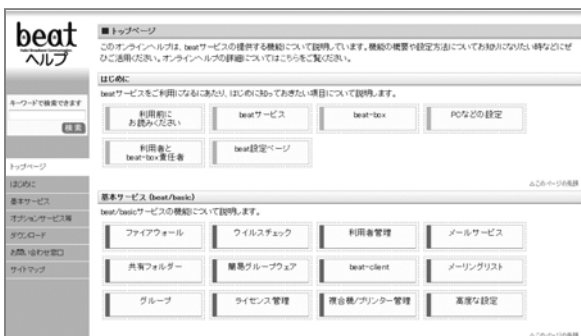 beat
ヘルプ
キーワードで検索できます
検索
トップページ
はじめに
基本サービス
オプションサービス等
ダウンロード
お問い合わせ窓口
サイトマップ
■トップページ
このオンラインヘルプは、beatサービスの提供する機能について説明しています。機能の概要や設定方法についてお知りになりたい時などにぜ
ひご活用ください。オンラインヘルプの詳細についてはこちらをご覧ください。
はじめに
beatサービスをご利用になるにあたり、はじめに知っておきたい項目について説明します。
利用前に
お読みください
beatサービス
beat-box
PCなどの設定
利用者と
beat-box責任者
beat設定ページ
△このページの先頭
基本サービス (beat/basic)
beat/basicサービスの機能について説明します。
ファイアウォール
ウイルスチェック
利用者管理
メールサービス
共有フォルダー
簡易グループウェア
beat-client
メーリングリスト
グループ
ライセンス管理
複合機/プリンター管理
高度な設定
△このページの先頭